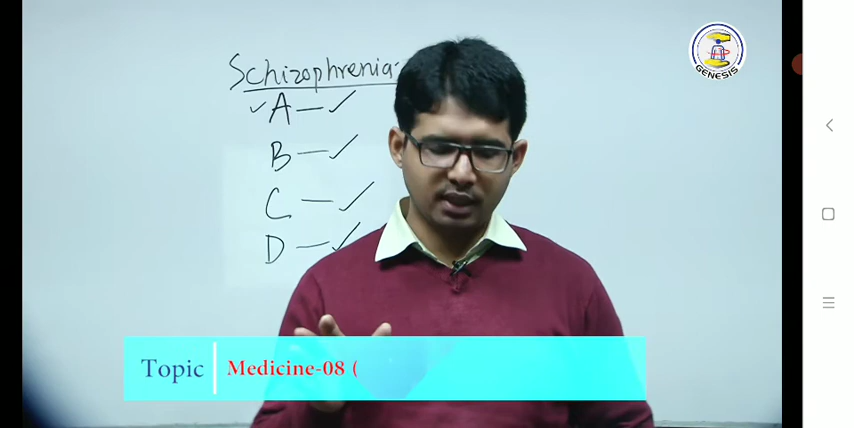 GENESIS
Schizophrenia-
✓ A — ✓
B — ✓
C — ✓
D — ✓
Topic
Medicine-08 (